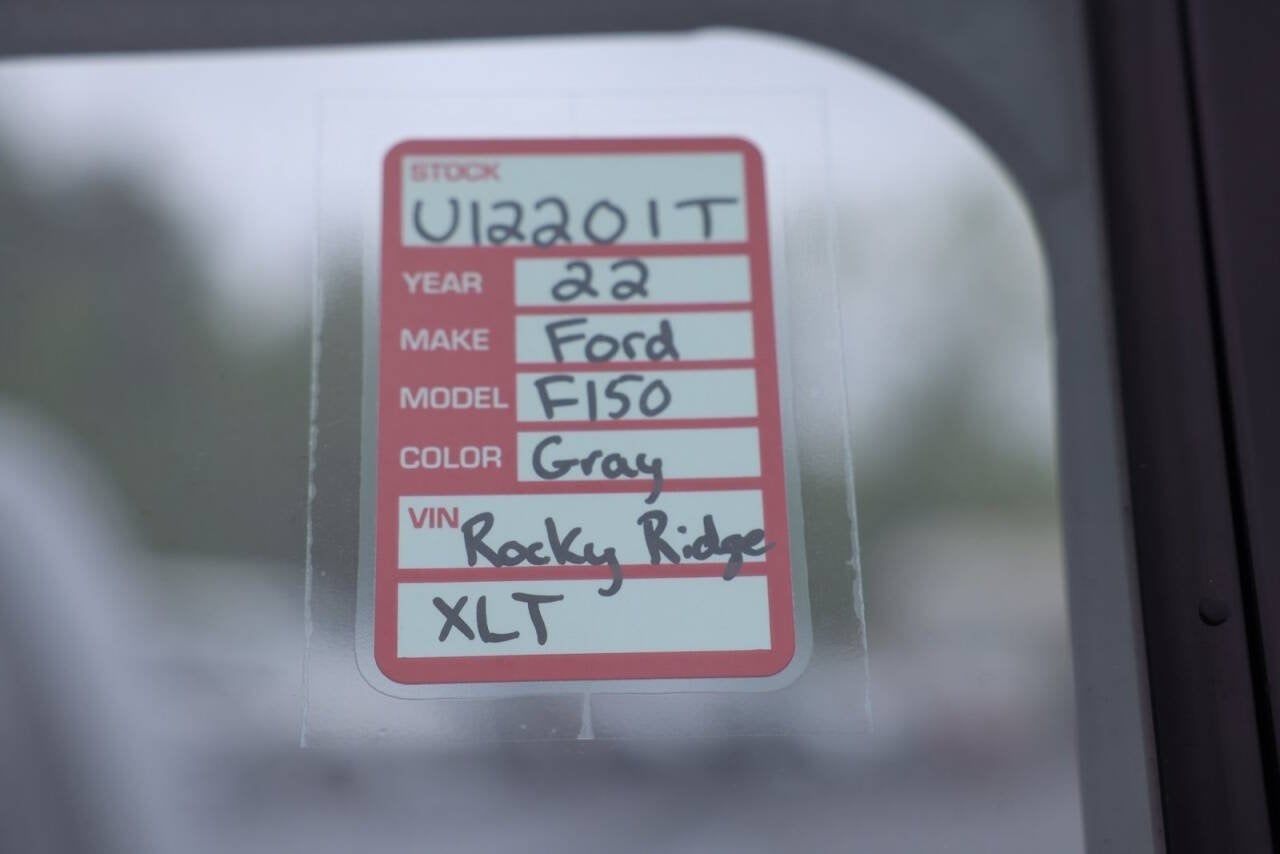 STOCK
U12201T
YEAR 22
MAKE Ford
MODEL F150
COLOR Gray
VIN Rocky Ridge
XLT